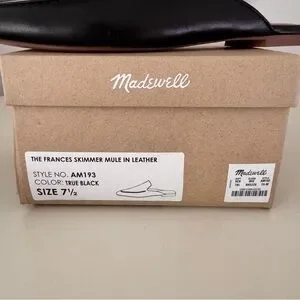 Madewell
THE FRANCES SKIMMER MULE IN LEATHER
STYLE NO. AM193
COLOR: TRUE BLACK
SIZE 7½
Madewell